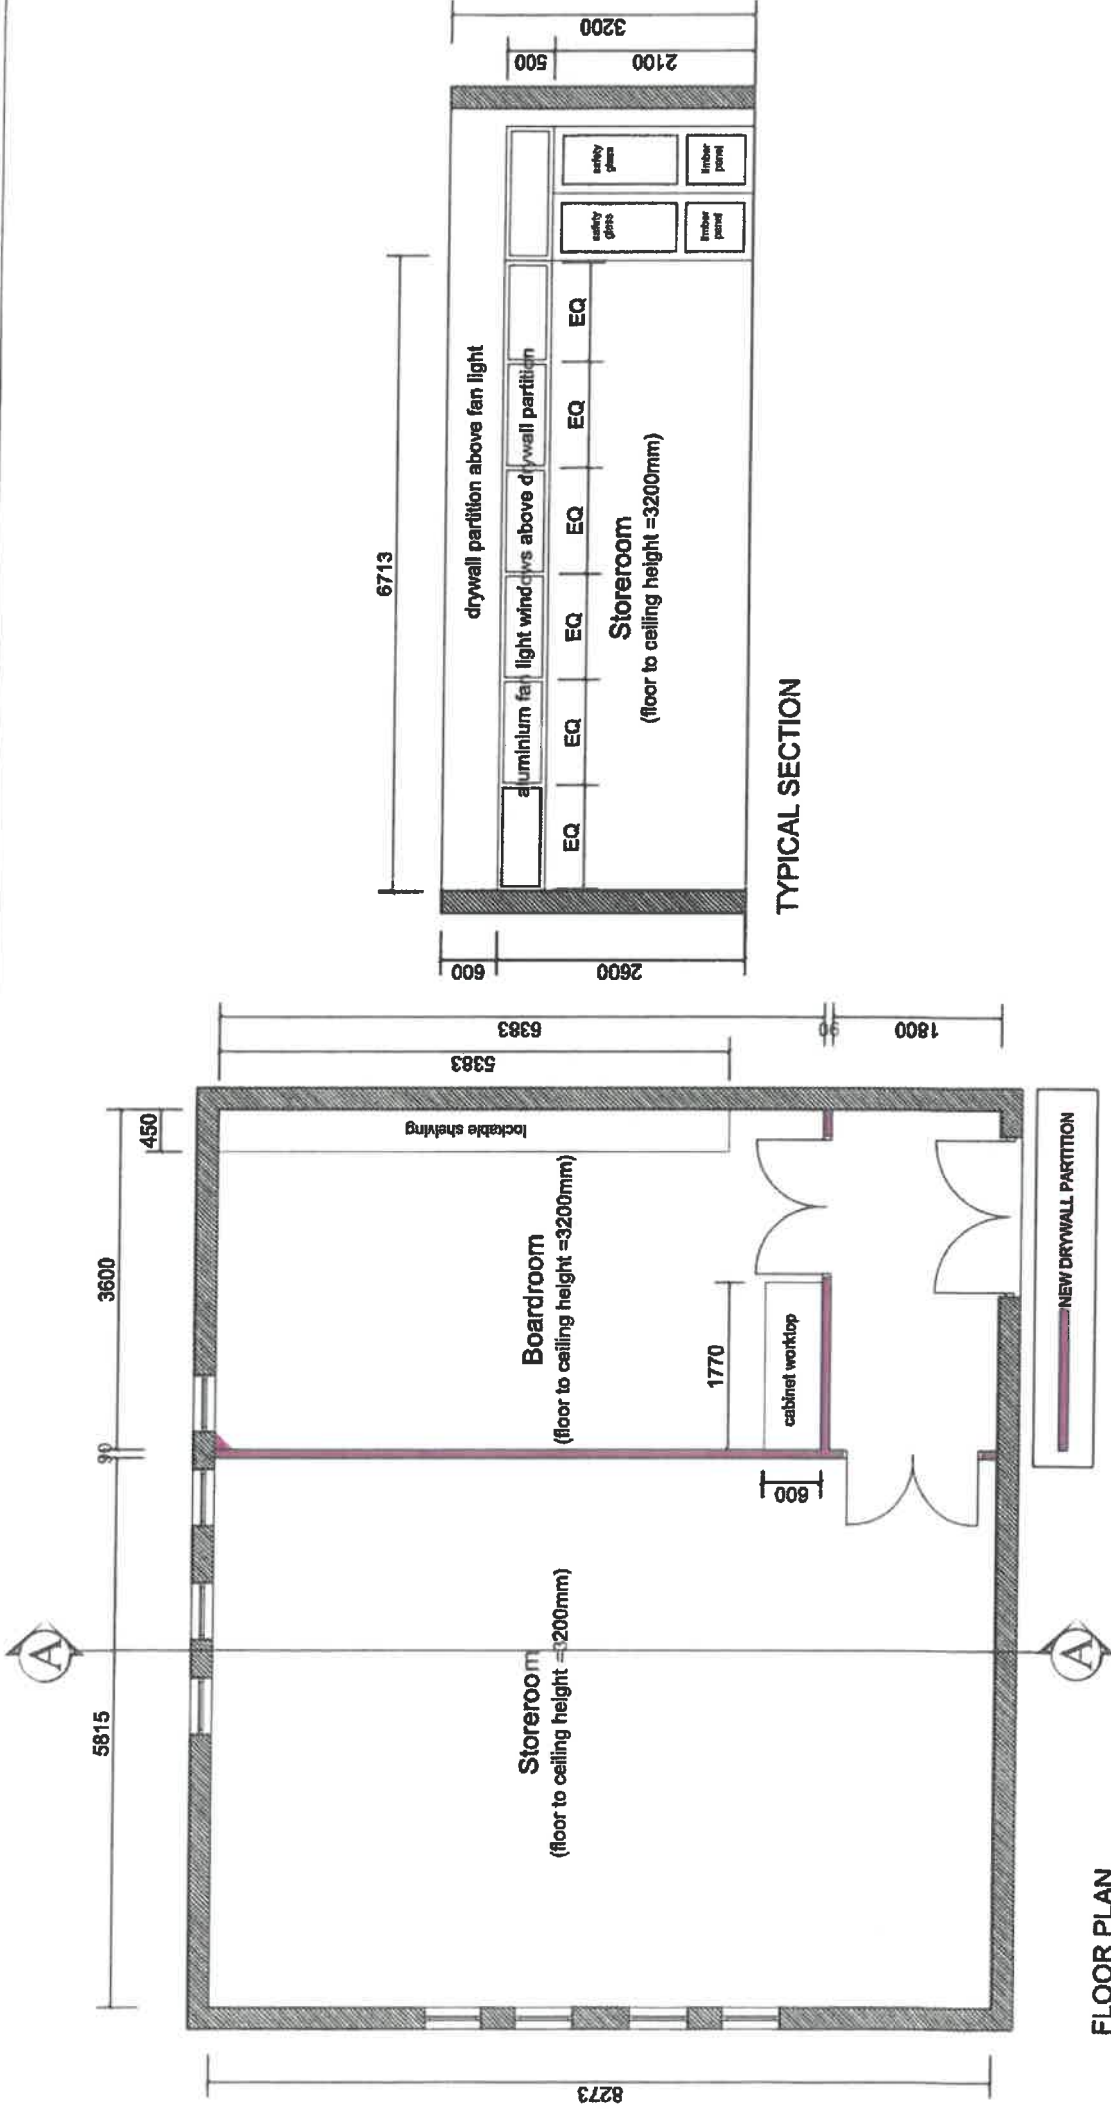 5815
90
3600
450
A
Storeroom
(floor to ceiling height =3200mm)
Boardroom
(floor to ceiling height =3200mm)
lockable shelving
1770
cabinet worktop
600
8273
5383
6383
90
1800
A
NEW DRYWALL PARTITION
FLOOR PLAN
6713
drywall partition above fan light
aluminium fan light windows above drywall partition
EQ
EQ
EQ
EQ
EQ
EQ
Storeroom
(floor to ceiling height =3200mm)
safety
glass
safety
glass
timber
panel
timber
panel
600
2600
500
2100
3200
TYPICAL SECTION